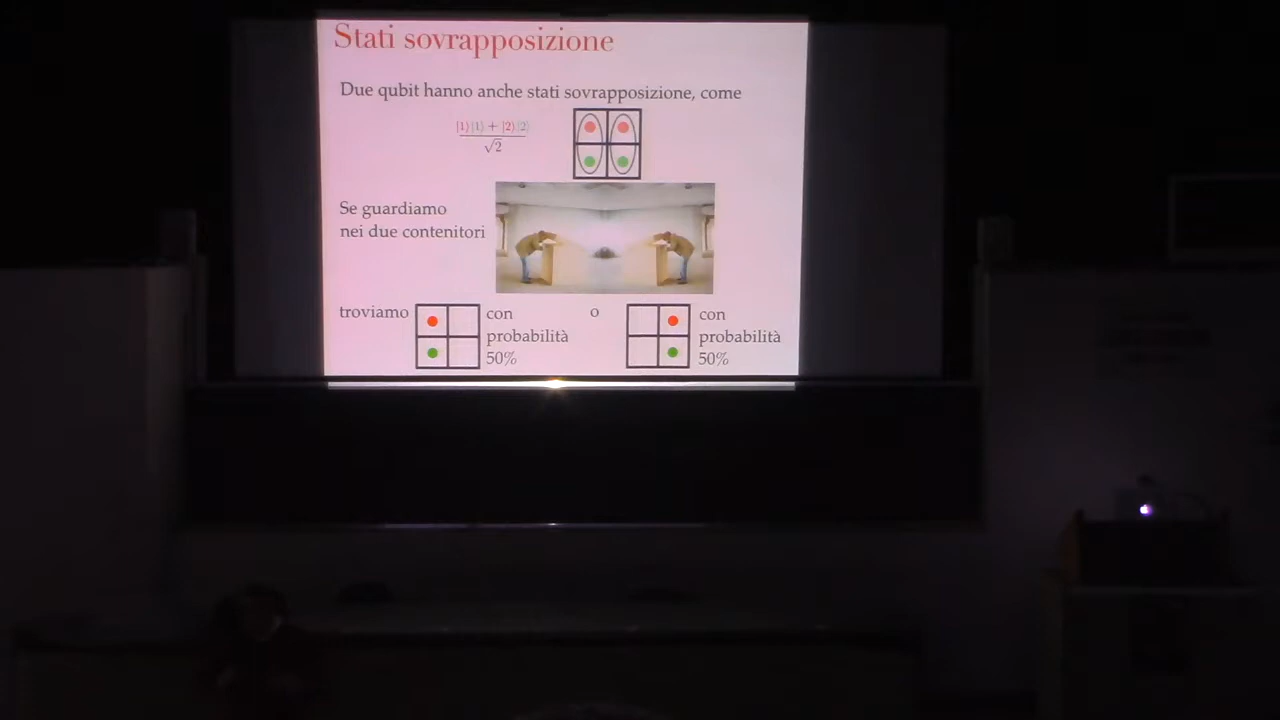 Stati sovrapposizione
Due qubit hanno anche stati sovrapposizione, come
|1⟩|1⟩ + |2⟩|2⟩
√2
Se guardiamo
nei due contenitori
troviamo
con
probabilità
50%
o
con
probabilità
50%